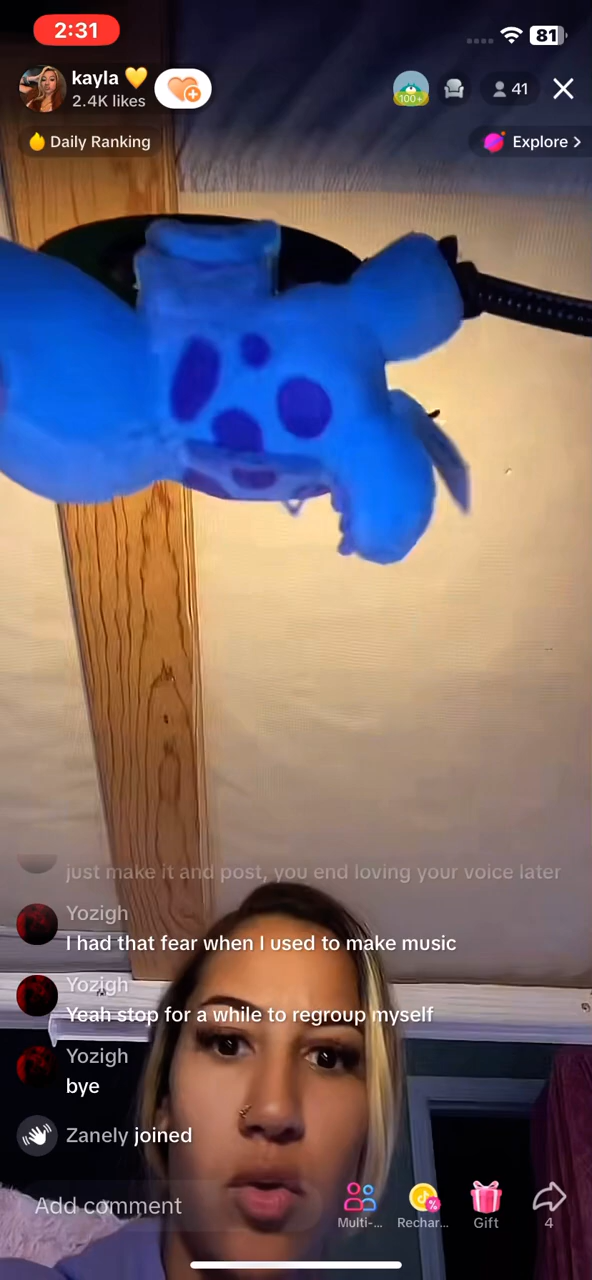 2:31
81
kayla 💛
2.4K likes
100+
41
Daily Ranking
Explore >
just make it and post, you end loving your voice later
Yozigh
I had that fear when I used to make music
Yozigh
Yeah stop for a while to regroup myself
Yozigh
bye
Zanely joined
Add comment
Multi-...
Rechar...
Gift
4